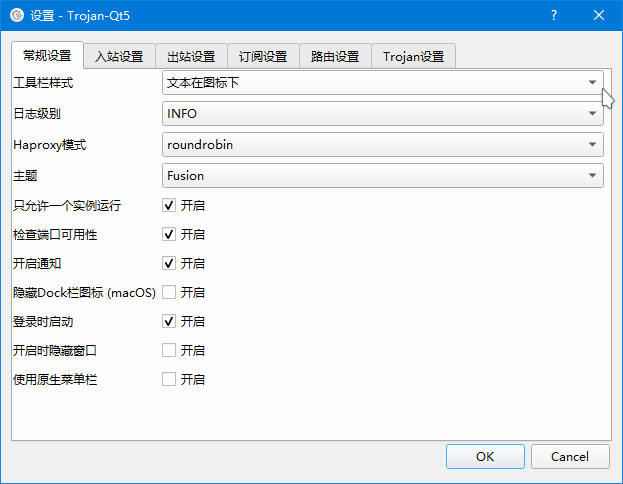 设置 - Trojan-Qt5
常规设置 入站设置 出站设置 订阅设置 路由设置 Trojan设置
工具栏样式 文本在图标下
日志级别 INFO
Haproxy模式 roundrobin
主题 Fusion
只允许一个实例运行 开启
检查端口可用性 开启
开启通知 开启
隐藏Dock栏图标 (macOS) 开启
登录时启动 开启
开启时隐藏窗口 开启
使用原生菜单栏 开启
OK Cancel